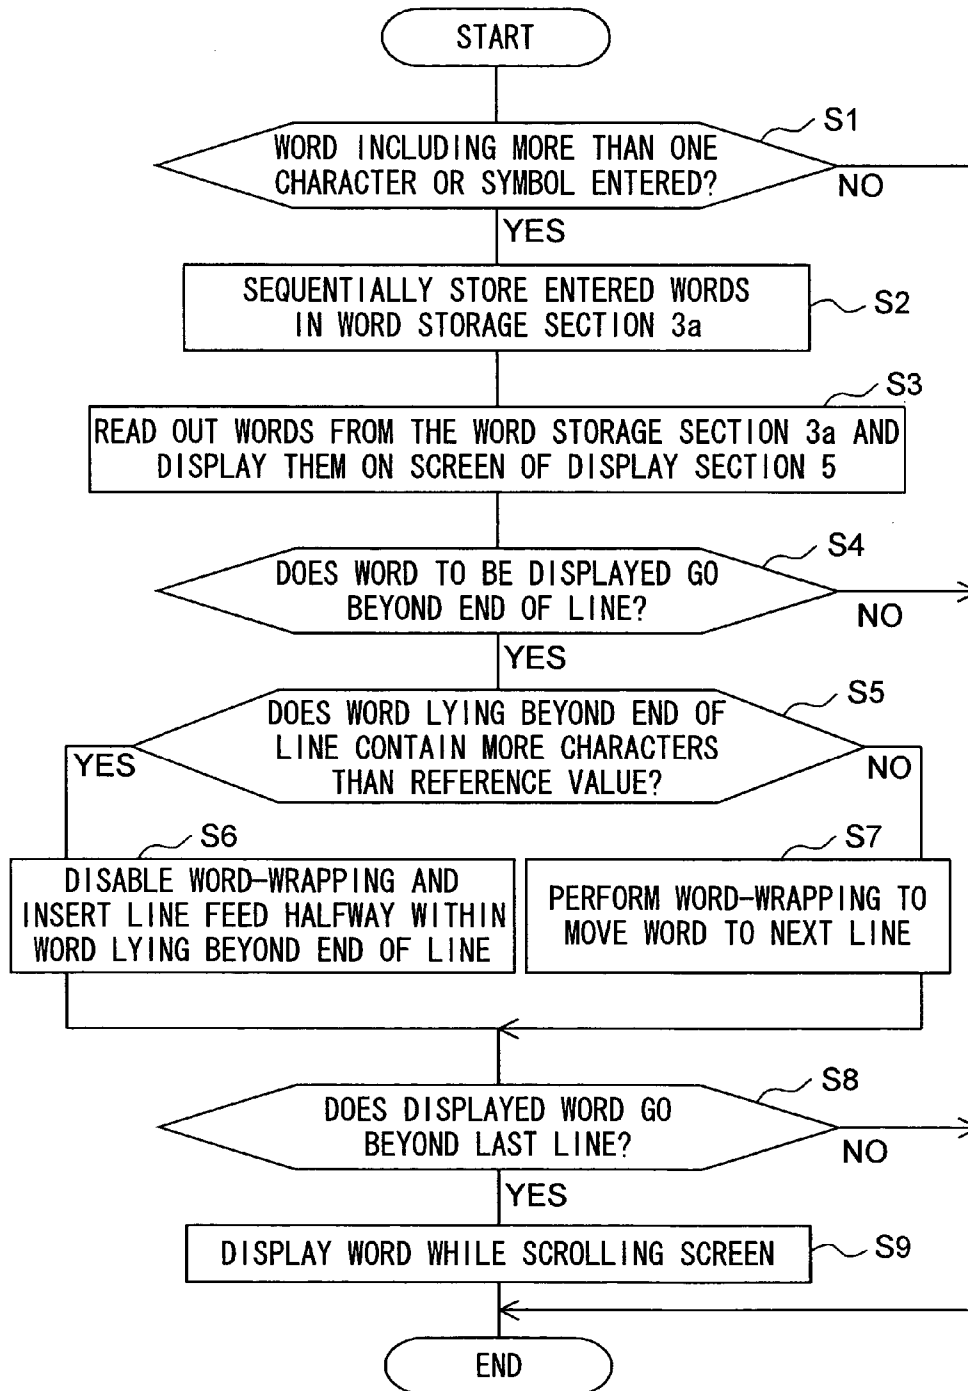 START
S1
WORD INCLUDING MORE THAN ONE
CHARACTER OR SYMBOL ENTERED?
NO
YES
SEQUENTIALLY STORE ENTERED WORDS
IN WORD STORAGE SECTION 3a
S2
S3
READ OUT WORDS FROM THE WORD STORAGE SECTION 3a AND
DISPLAY THEM ON SCREEN OF DISPLAY SECTION 5
S4
DOES WORD TO BE DISPLAYED GO
BEYOND END OF LINE?
NO
YES
S5
DOES WORD LYING BEYOND END OF
LINE CONTAIN MORE CHARACTERS
THAN REFERENCE VALUE?
YES
NO
S6
DISABLE WORD-WRAPPING AND
INSERT LINE FEED HALFWAY WITHIN
WORD LYING BEYOND END OF LINE
S7
PERFORM WORD-WRAPPING TO
MOVE WORD TO NEXT LINE
S8
DOES DISPLAYED WORD GO
BEYOND LAST LINE?
NO
YES
DISPLAY WORD WHILE SCROLLING SCREEN
S9
END